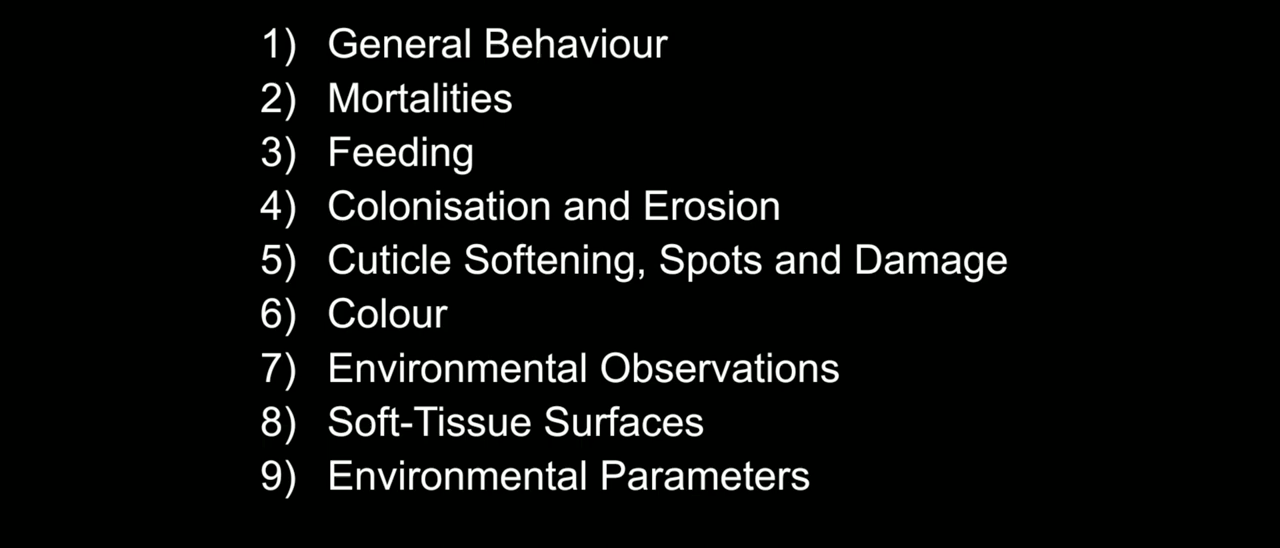 1) General Behaviour
2) Mortalities
3) Feeding
4) Colonisation and Erosion
5) Cuticle Softening, Spots and Damage
6) Colour
7) Environmental Observations
8) Soft-Tissue Surfaces
9) Environmental Parameters